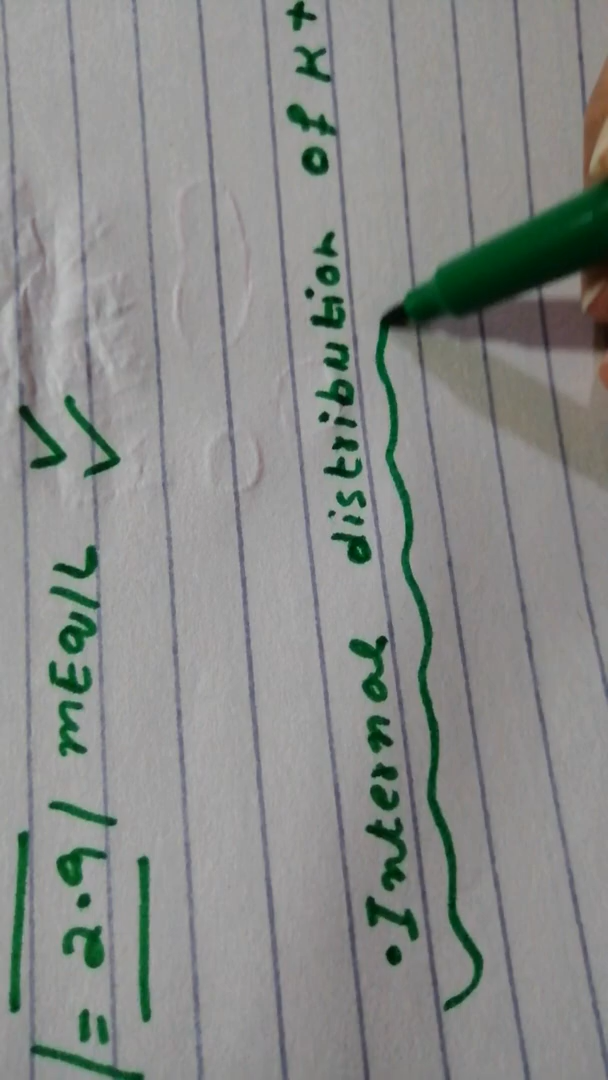 /= 2.91 mEq/L
•Internal distribution of K+